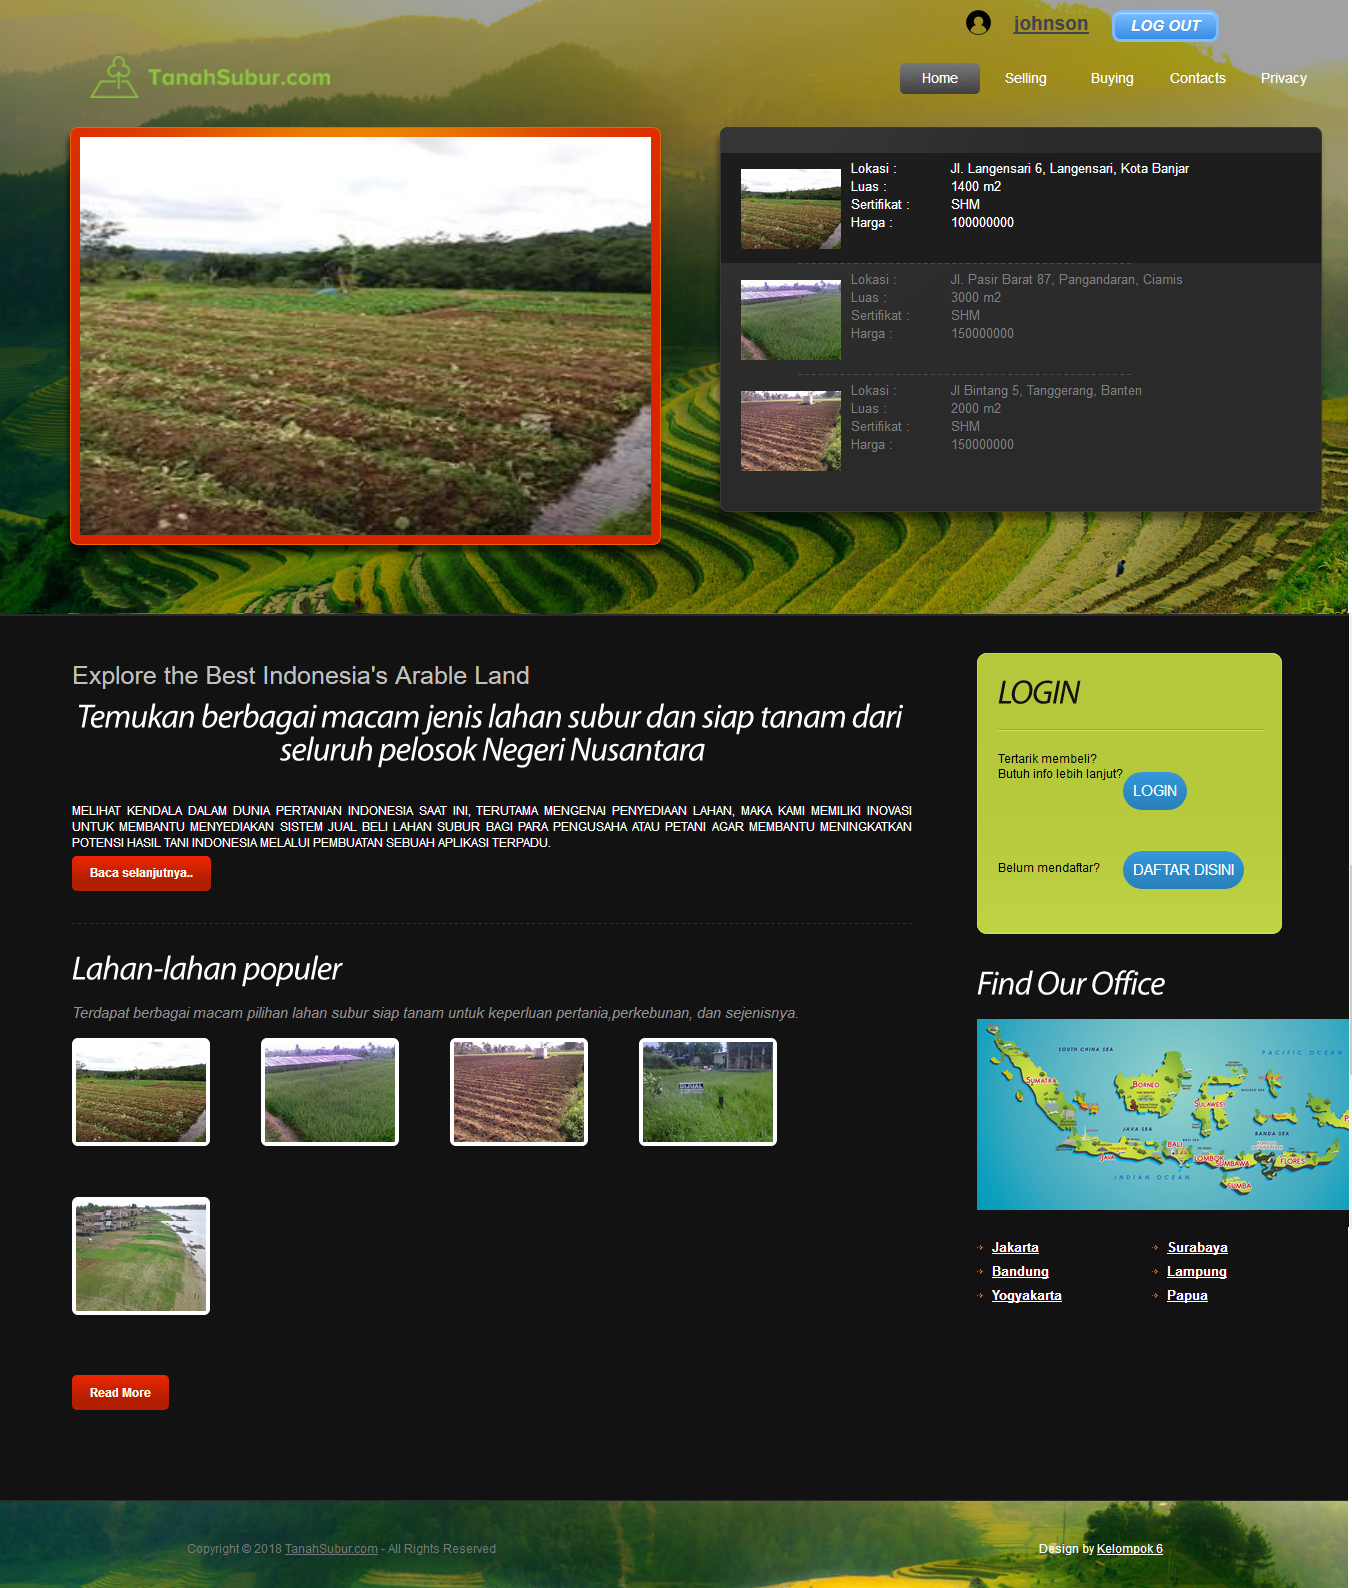 johnson
LOG OUT
TanahSubur.com
Home
Selling
Buying
Contacts
Privacy
Lokasi : Jl. Langensari 6, Langensari, Kota Banjar
Luas : 1400 m2
Sertifikat : SHM
Harga : 100000000
Lokasi : Jl. Pasir Barat 87, Pangandaran, Ciamis
Luas : 3000 m2
Sertifikat : SHM
Harga : 150000000
Lokasi : Jl Bintang 5, Tanggerang, Banten
Luas : 2000 m2
Sertifikat : SHM
Harga : 150000000
Explore the Best Indonesia's Arable Land
Temukan berbagai macam jenis lahan subur dan siap tanam dari
seluruh pelosok Negeri Nusantara
MELIHAT KENDALA DALAM DUNIA PERTANIAN INDONESIA SAAT INI, TERUTAMA MENGENAI PENYEDIAAN LAHAN, MAKA KAMI MEMILIKI INOVASI
UNTUK MEMBANTU MENYEDIAKAN SISTEM JUAL BELI LAHAN SUBUR BAGI PARA PENGUSAHA ATAU PETANI AGAR MEMBANTU MENINGKATKAN
POTENSI HASIL TANI INDONESIA MELALUI PEMBUATAN SEBUAH APLIKASI TERPADU.
Baca selanjutnya..
Lahan-lahan populer
Terdapat berbagai macam pilihan lahan subur siap tanam untuk keperluan pertania,perkebunan, dan sejenisnya.
DIJUAL
Read More
LOGIN
Tertarik membeli?
Butuh info lebih lanjut?
LOGIN
Belum mendaftar?
DAFTAR DISINI
Find Our Office
SOUTH CHINA SEA
PACIFIC OCEAN
SUMATRA
BORNEO
SULAWESI
JAVA SEA
BANDA SEA
BALI SEA
JAVA
BALI
LOMBOK
SUMBAWA
FLORES
SUMBA
INDIAN OCEAN
Jakarta
Surabaya
Bandung
Lampung
Yogyakarta
Papua
Copyright © 2018 TanahSubur.com - All Rights Reserved
Design by Kelompok 6